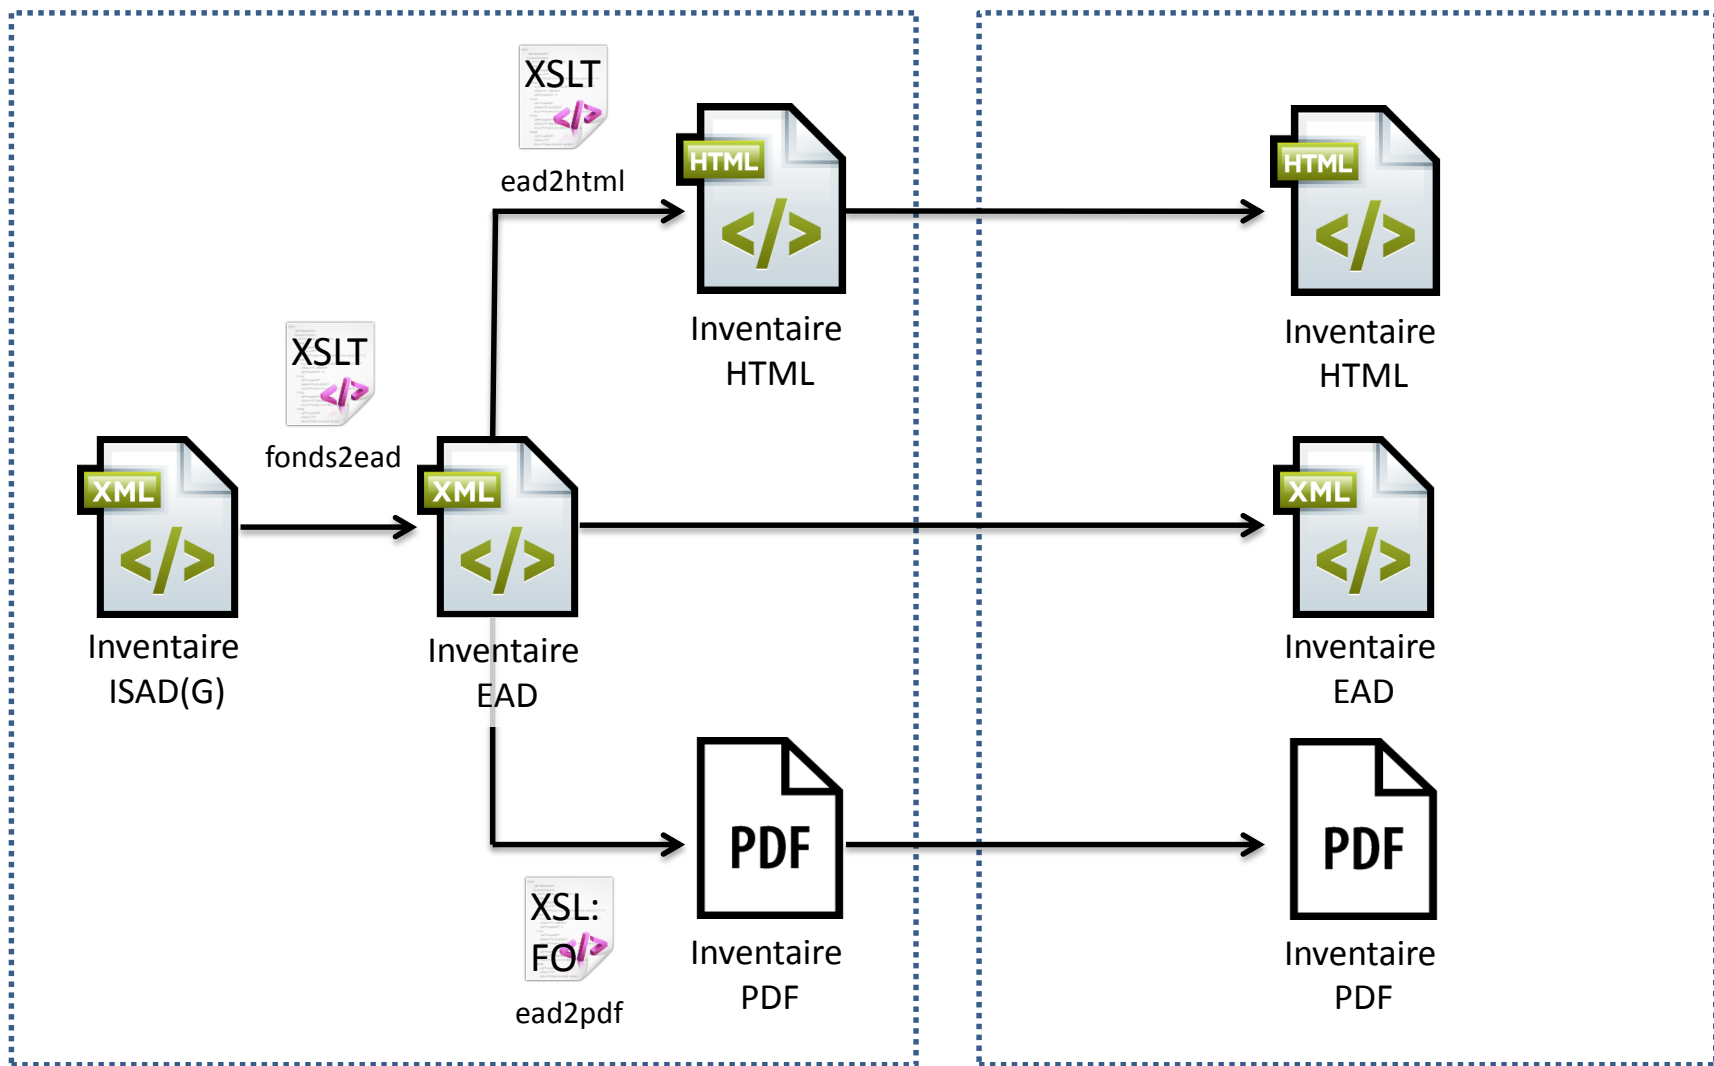 XSLT
ead2html
HTML
Inventaire
HTML
HTML
Inventaire
HTML
XSLT
fonds2ead
XML
Inventaire
ISAD(G)
XML
Inventaire
EAD
XML
Inventaire
EAD
XSL:
FO
ead2pdf
PDF
Inventaire
PDF
PDF
Inventaire
PDF